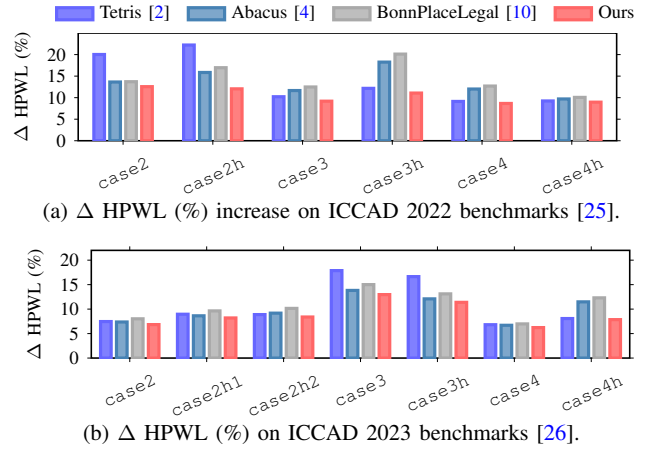 Tetris [2] Abacus [4] BonnPlaceLegal [10] Ours
Δ HPWL (%)
20
15
10
5
0
case2 case2h case3 case3h case4 case4h
(a) Δ HPWL (%) increase on ICCAD 2022 benchmarks [25].
Δ HPWL (%)
20
15
10
5
0
case2 case2h1 case2h2 case3 case3h case4 case4h
(b) Δ HPWL (%) on ICCAD 2023 benchmarks [26].